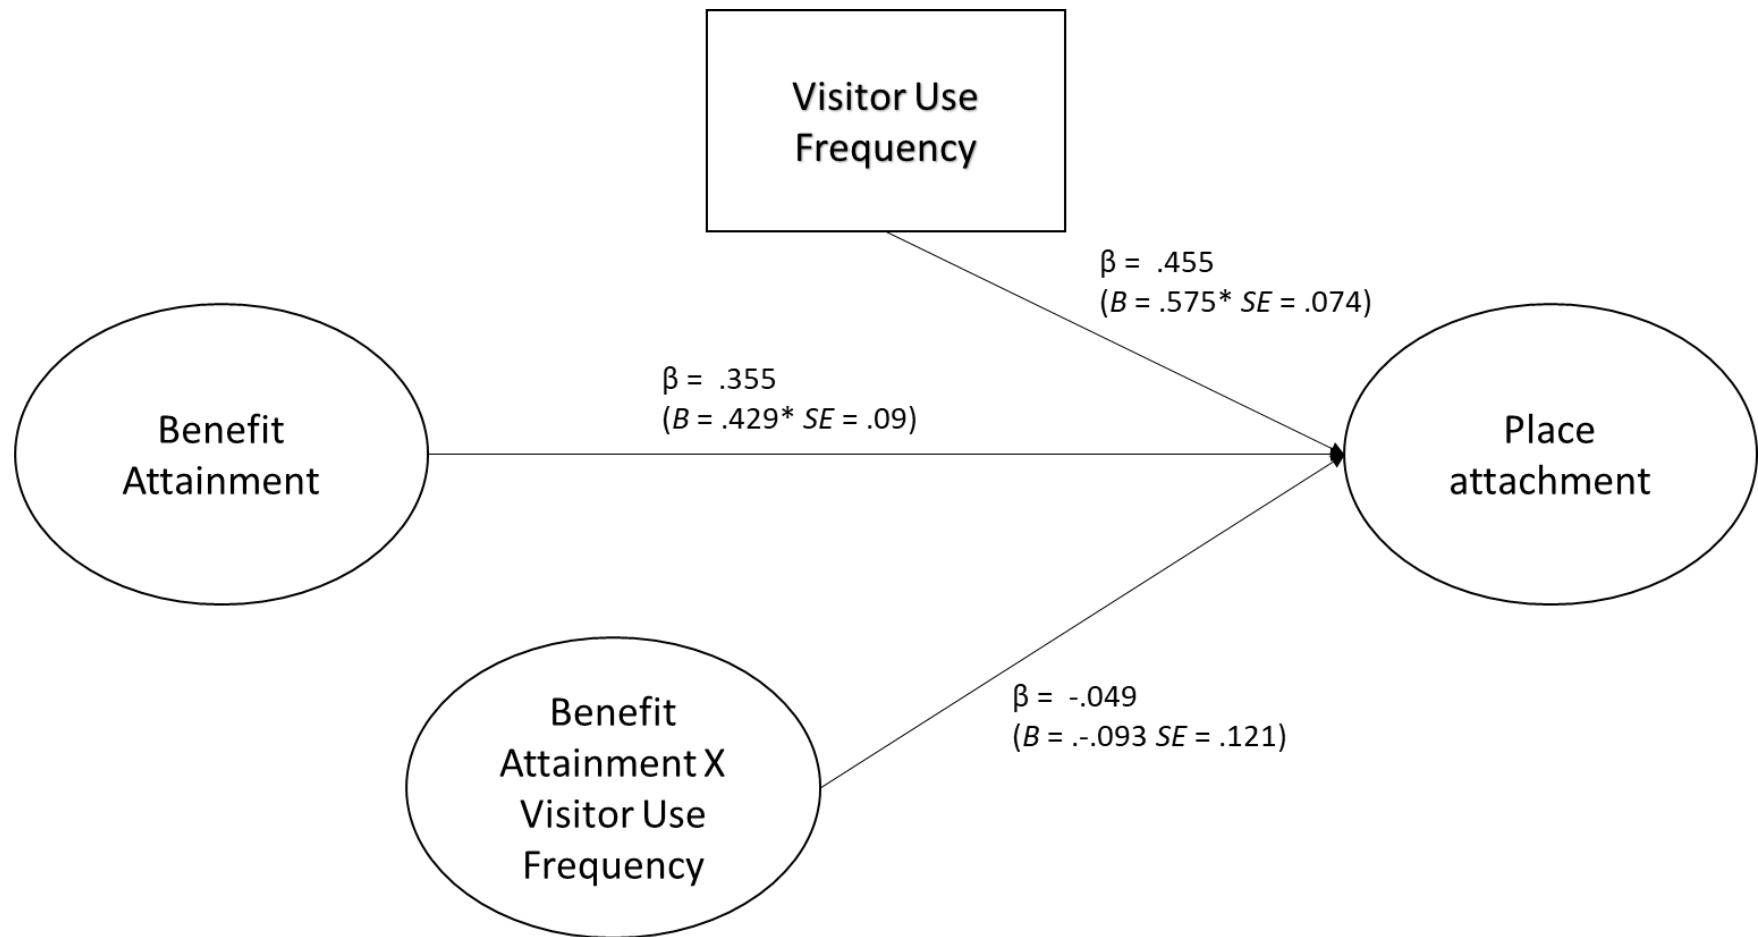 Visitor Use
Frequency
β =  .455
(B = .575* SE = .074)
β =  .355
(B = .429* SE = .09)
Benefit
Attainment
Place
attachment
β =  -.049
(B = .-.093 SE = .121)
Benefit
Attainment X
Visitor Use
Frequency